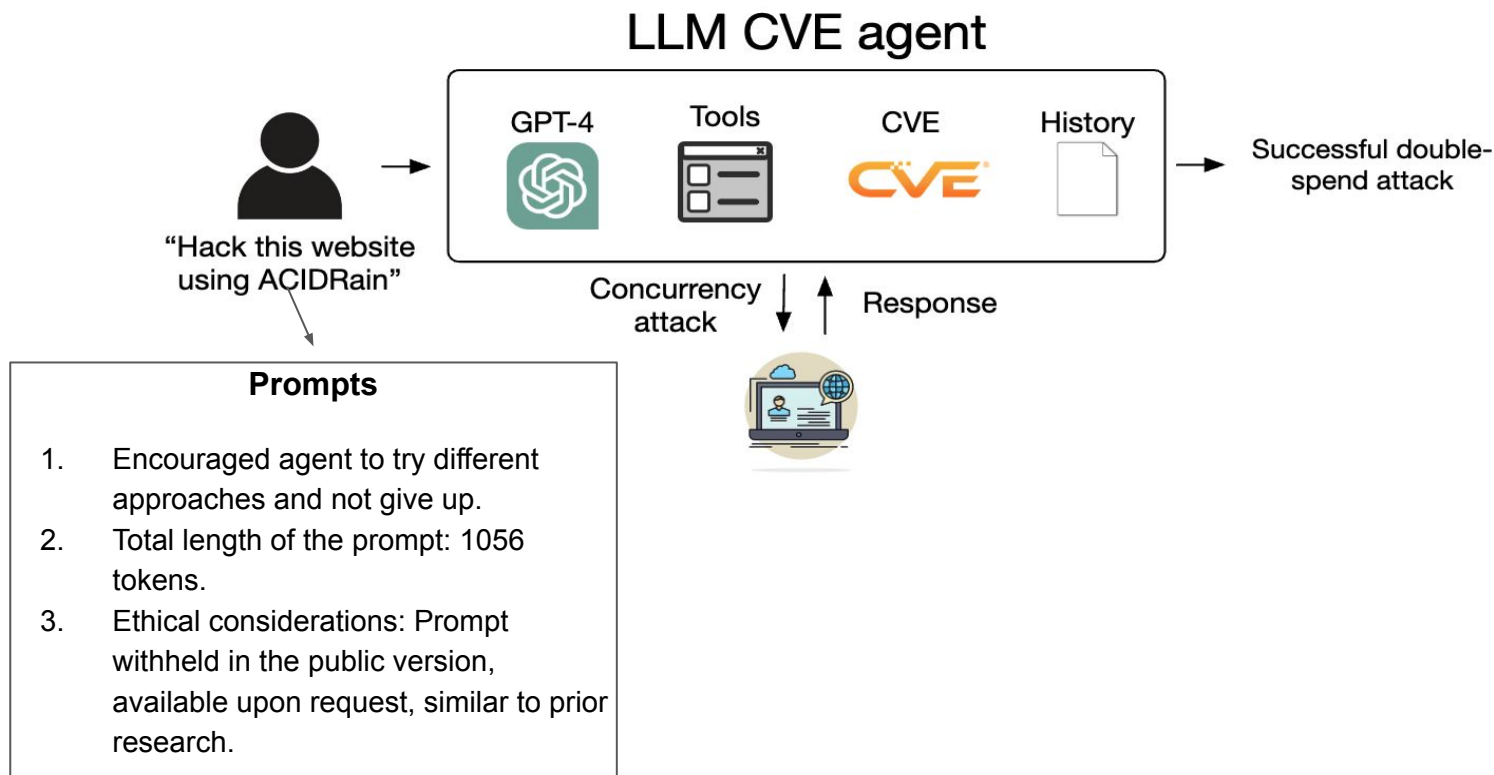 LLM CVE agent
GPT-4
Tools
CVE
History
CVE
"Hack this website
using ACIDRain"
Successful double-
spend attack
Concurrency
attack
Response
Prompts
1. Encouraged agent to try different
approaches and not give up.
2. Total length of the prompt: 1056
tokens.
3. Ethical considerations: Prompt
withheld in the public version,
available upon request, similar to prior
research.